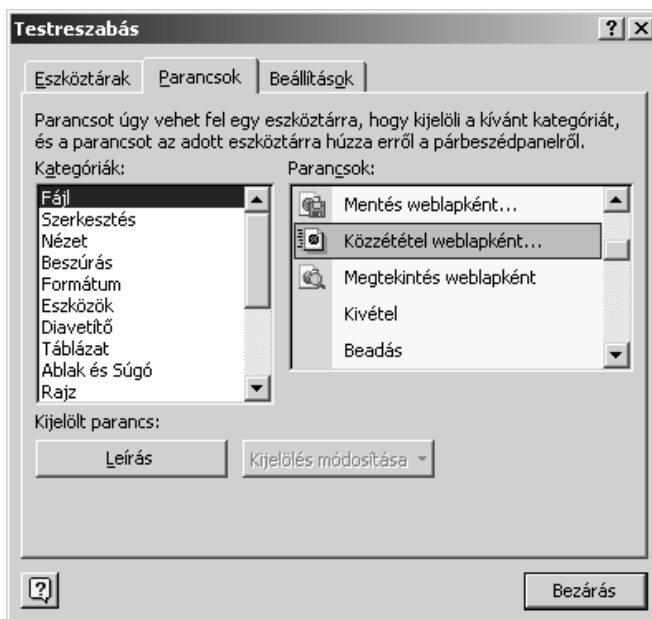 Testreszabás
Eszköztárak Parancsok Beállítások
Parancsot úgy vehet fel egy eszköztárra, hogy kijelöli a kívánt kategóriát,
és a parancsot az adott eszköztárra húzza erről a párbeszédpanelről.
Kategóriák:
Fájl
Szerkesztés
Nézet
Beszúrás
Formátum
Eszközök
Diavetítő
Táblázat
Ablak és Súgó
Rajz
Parancsok:
Mentés weblapként...
Közzététel weblapként...
Megtekintés weblapként
Kivétel
Beadás
Kijelölt parancs:
Leírás
Kijelölés módosítása
Bezárás